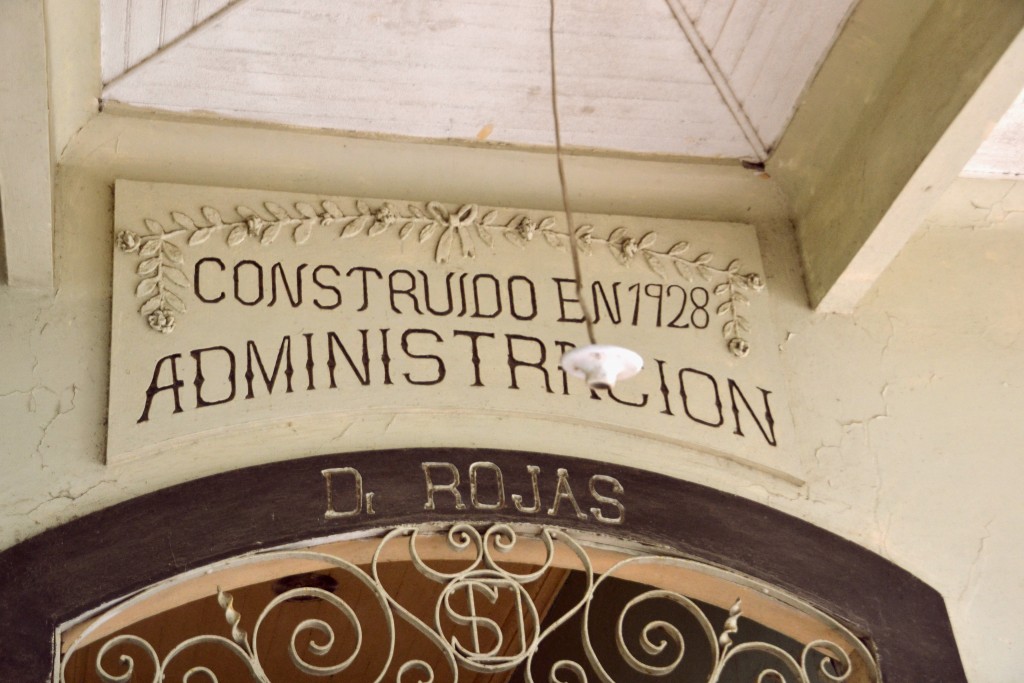 CONSTRUIDO EN 1928
ADMINISTRACION
Dr ROJAS